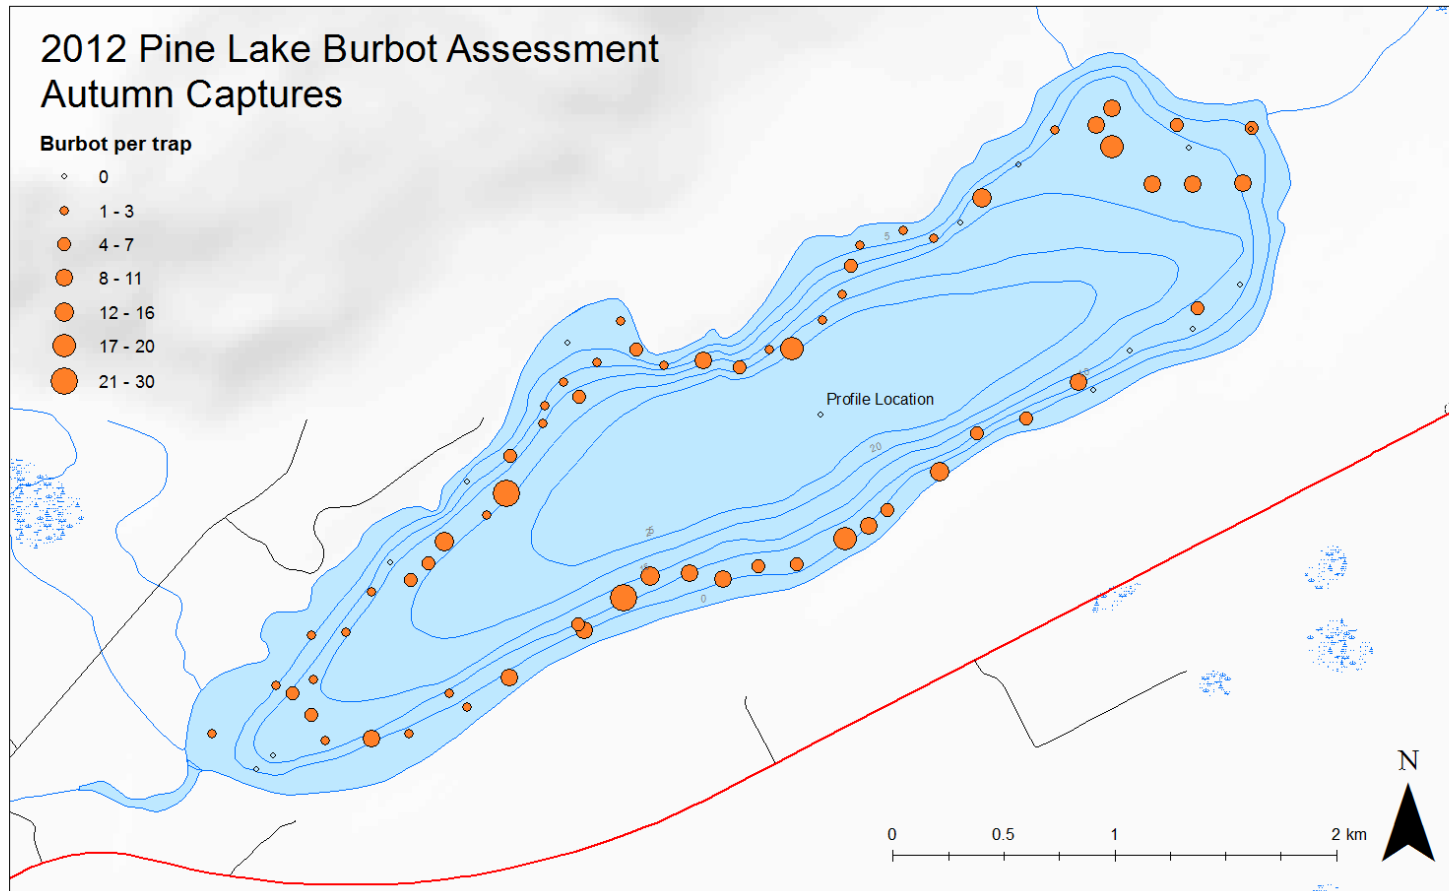 2012 Pine Lake Burbot Assessment
Autumn Captures
Burbot per trap
0
1 - 3
4 - 7
8 - 11
12 - 16
17 - 20
21 - 30
5
Profile Location
20
25
0
N
0 0.5 1 2 km